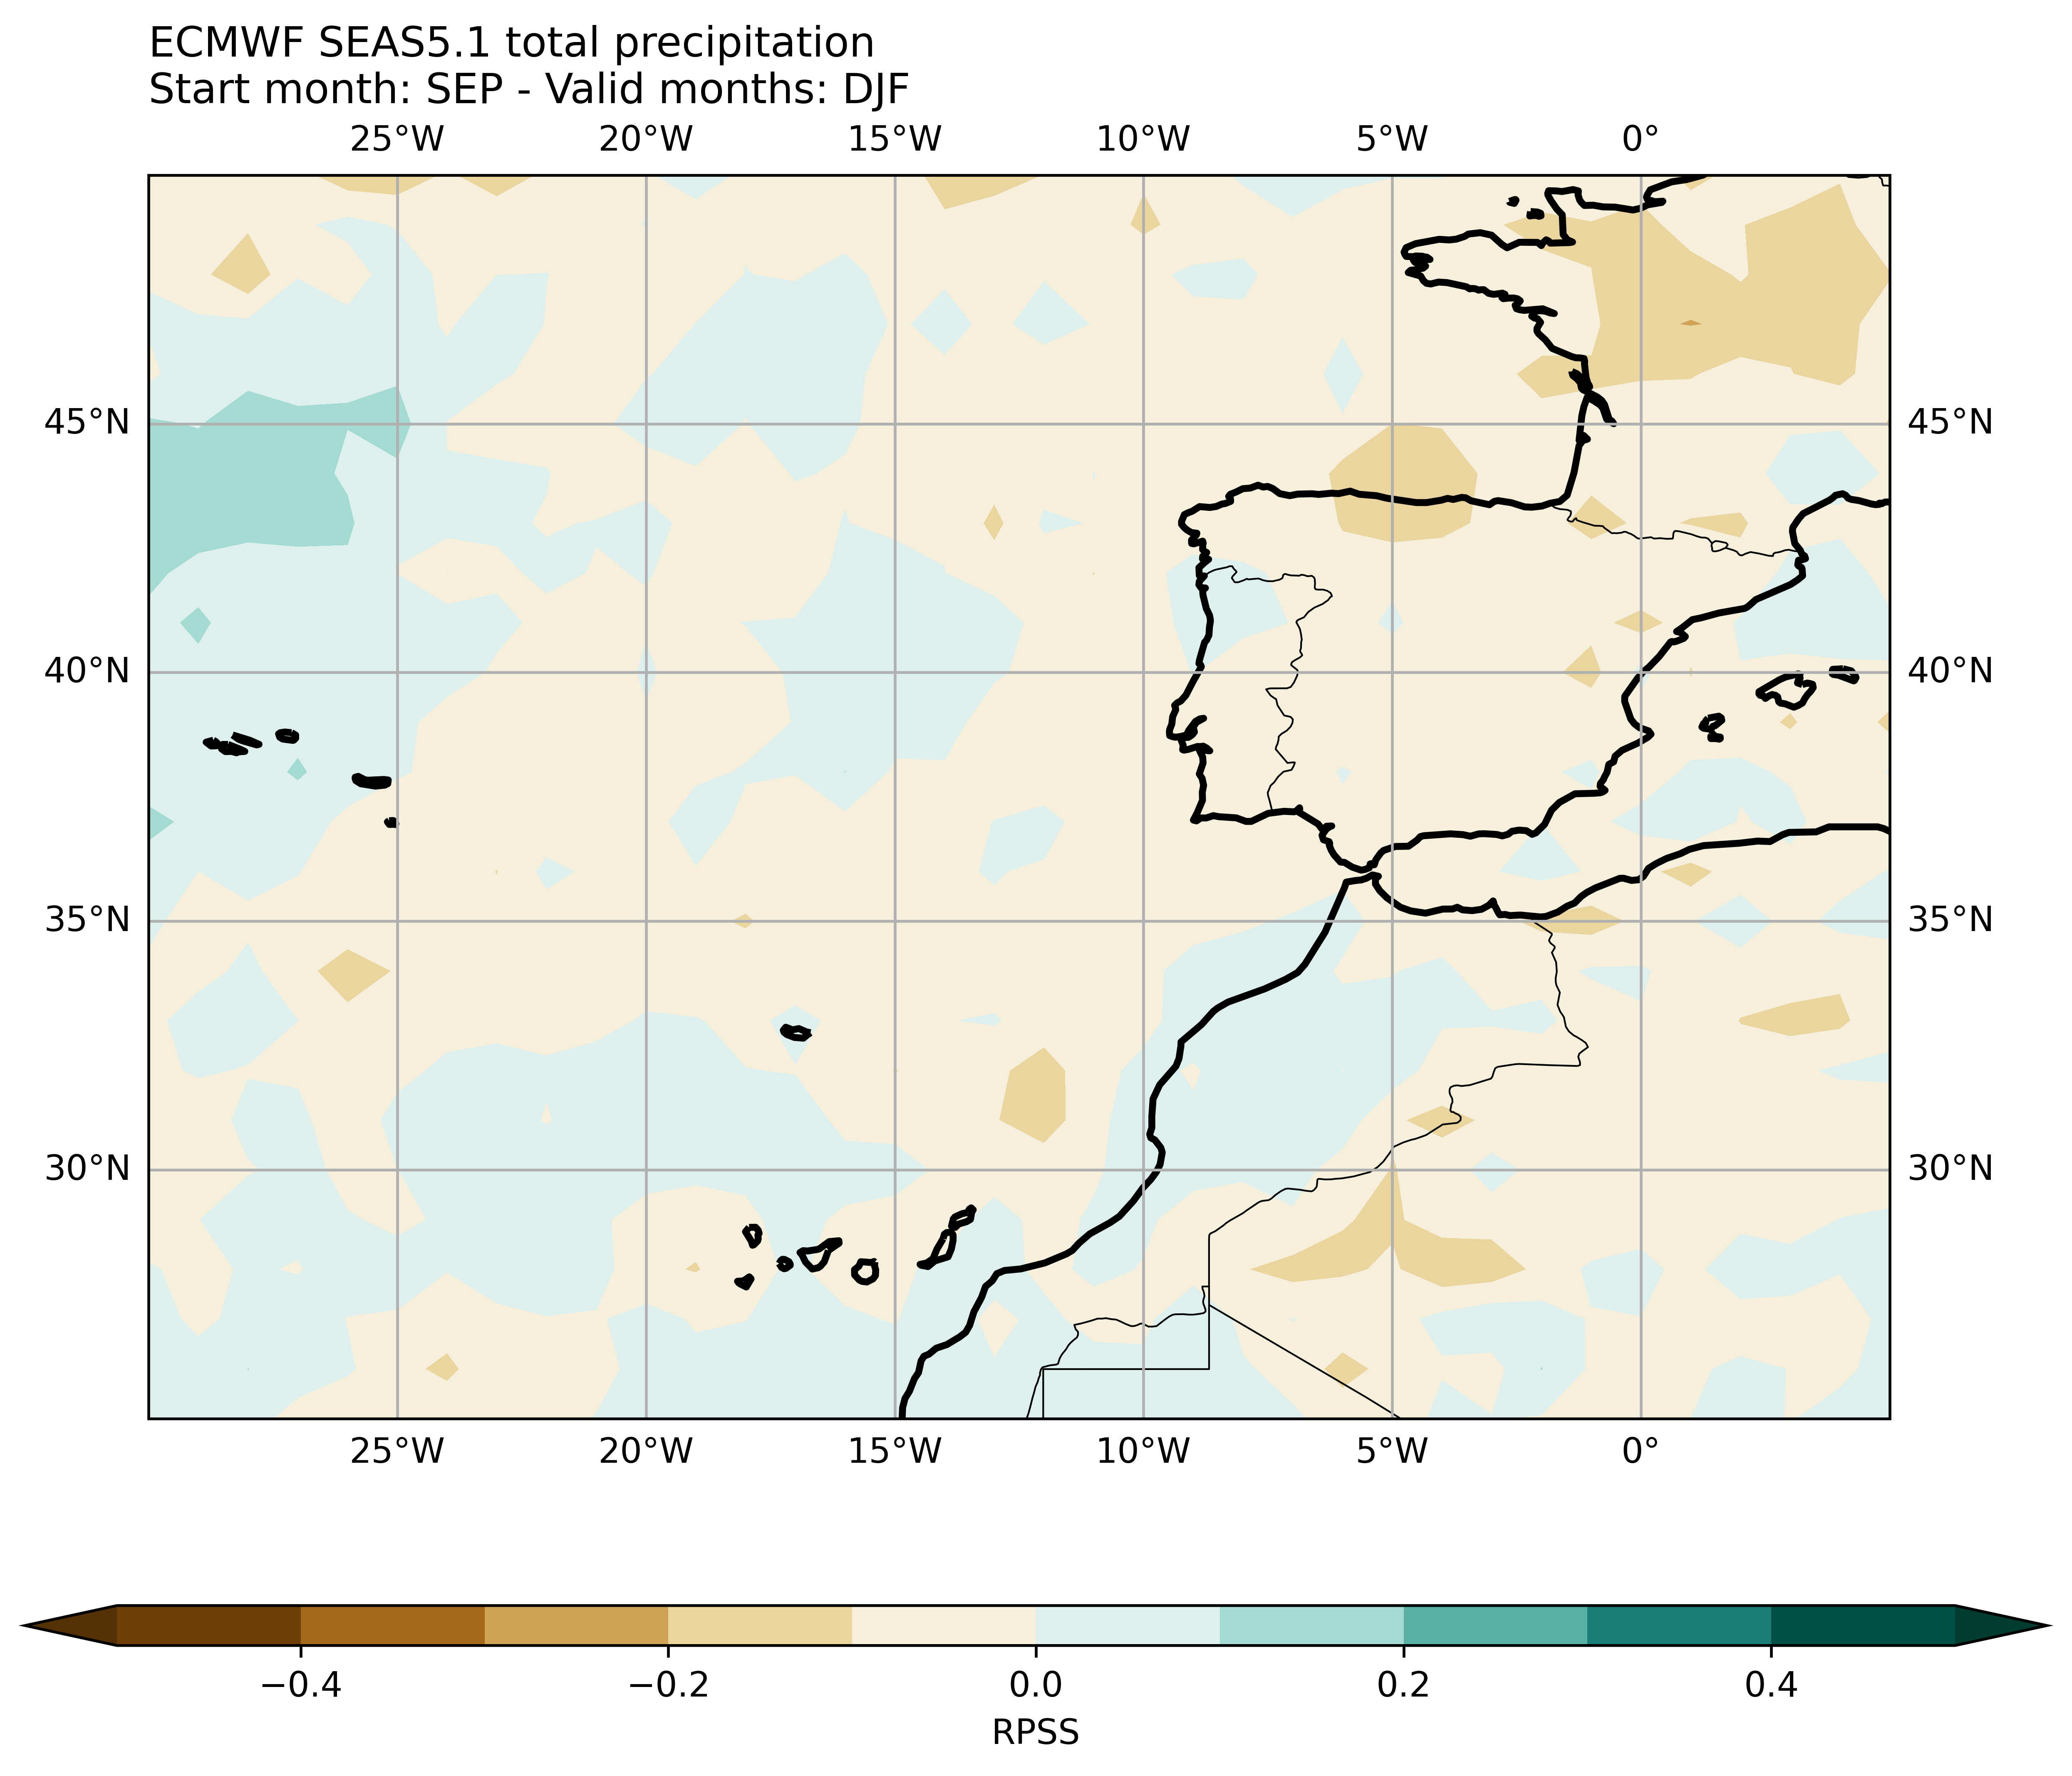 ECMWF SEAS5.1 total precipitation
Start month: SEP - Valid months: DJF
25°W 20°W 15°W 10°W 5°W 0°
45°N 45°N
40°N 40°N
35°N 35°N
30°N 30°N
25°W 20°W 15°W 10°W 5°W 0°
−0.4 −0.2 0.0 0.2 0.4
RPSS